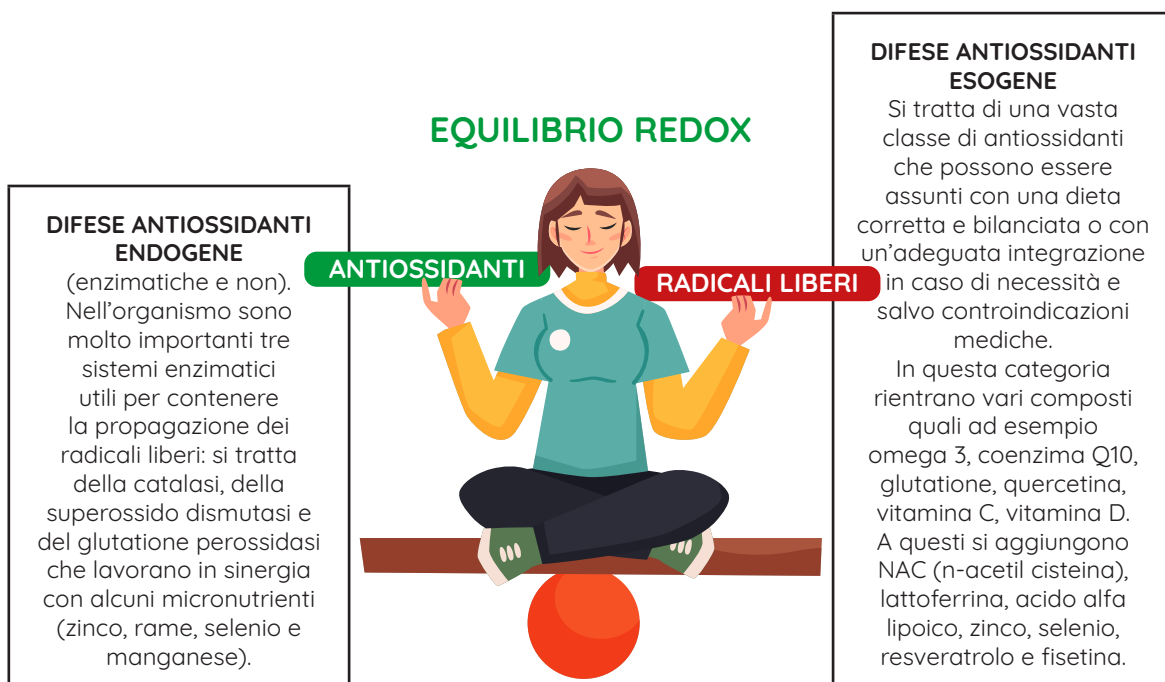 EQUILIBRIO REDOX
DIFESE ANTIOSSIDANTI
ENDOGENE
(enzimatiche e non).
Nell’organismo sono
molto importanti tre
sistemi enzimatici
utili per contenere
la propagazione dei
radicali liberi: si tratta
della catalasi, della
superossido dismutasi e
del glutatione perossidasi
che lavorano in sinergia
con alcuni micronutrienti
(zinco, rame, selenio e
manganese).
ANTIOSSIDANTI
RADICALI LIBERI
DIFESE ANTIOSSIDANTI
ESOGENE
Si tratta di una vasta
classe di antiossidanti
che possono essere
assunti con una dieta
corretta e bilanciata o con
un’adeguata integrazione
in caso di necessità e
salvo controindicazioni
mediche.
In questa categoria
rientrano vari composti
quali ad esempio
omega 3, coenzima Q10,
glutatione, quercetina,
vitamina C, vitamina D.
A questi si aggiungono
NAC (n-acetil cisteina),
lattoferrina, acido alfa
lipoico, zinco, selenio,
resveratrolo e fisetina.